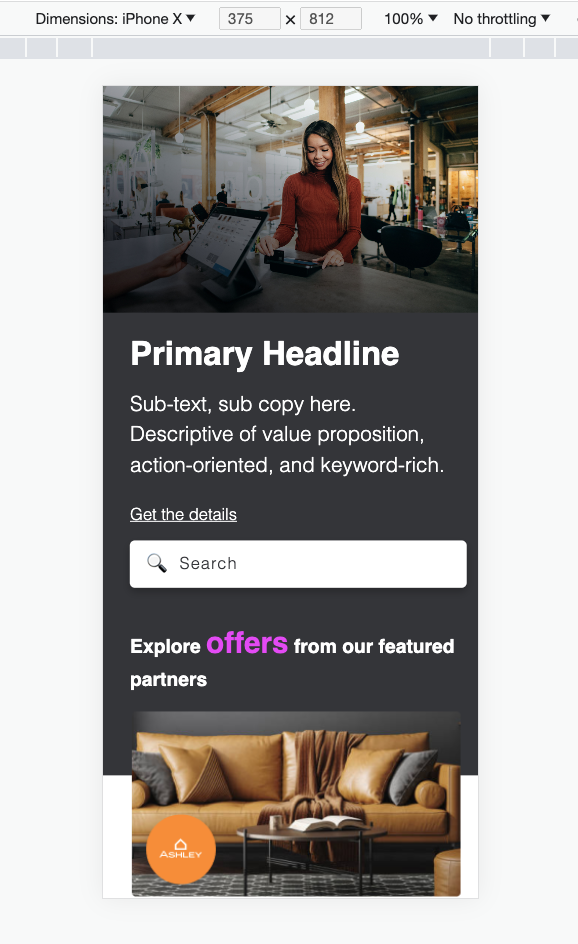 Dimensions: iPhone X ▼ 375 × 812 100% ▼ No throttling ▼
Primary Headline
Sub-text, sub copy here.
Descriptive of value proposition,
action-oriented, and keyword-rich.
Get the details
Search
Explore offers from our featured
partners
ASHLEY